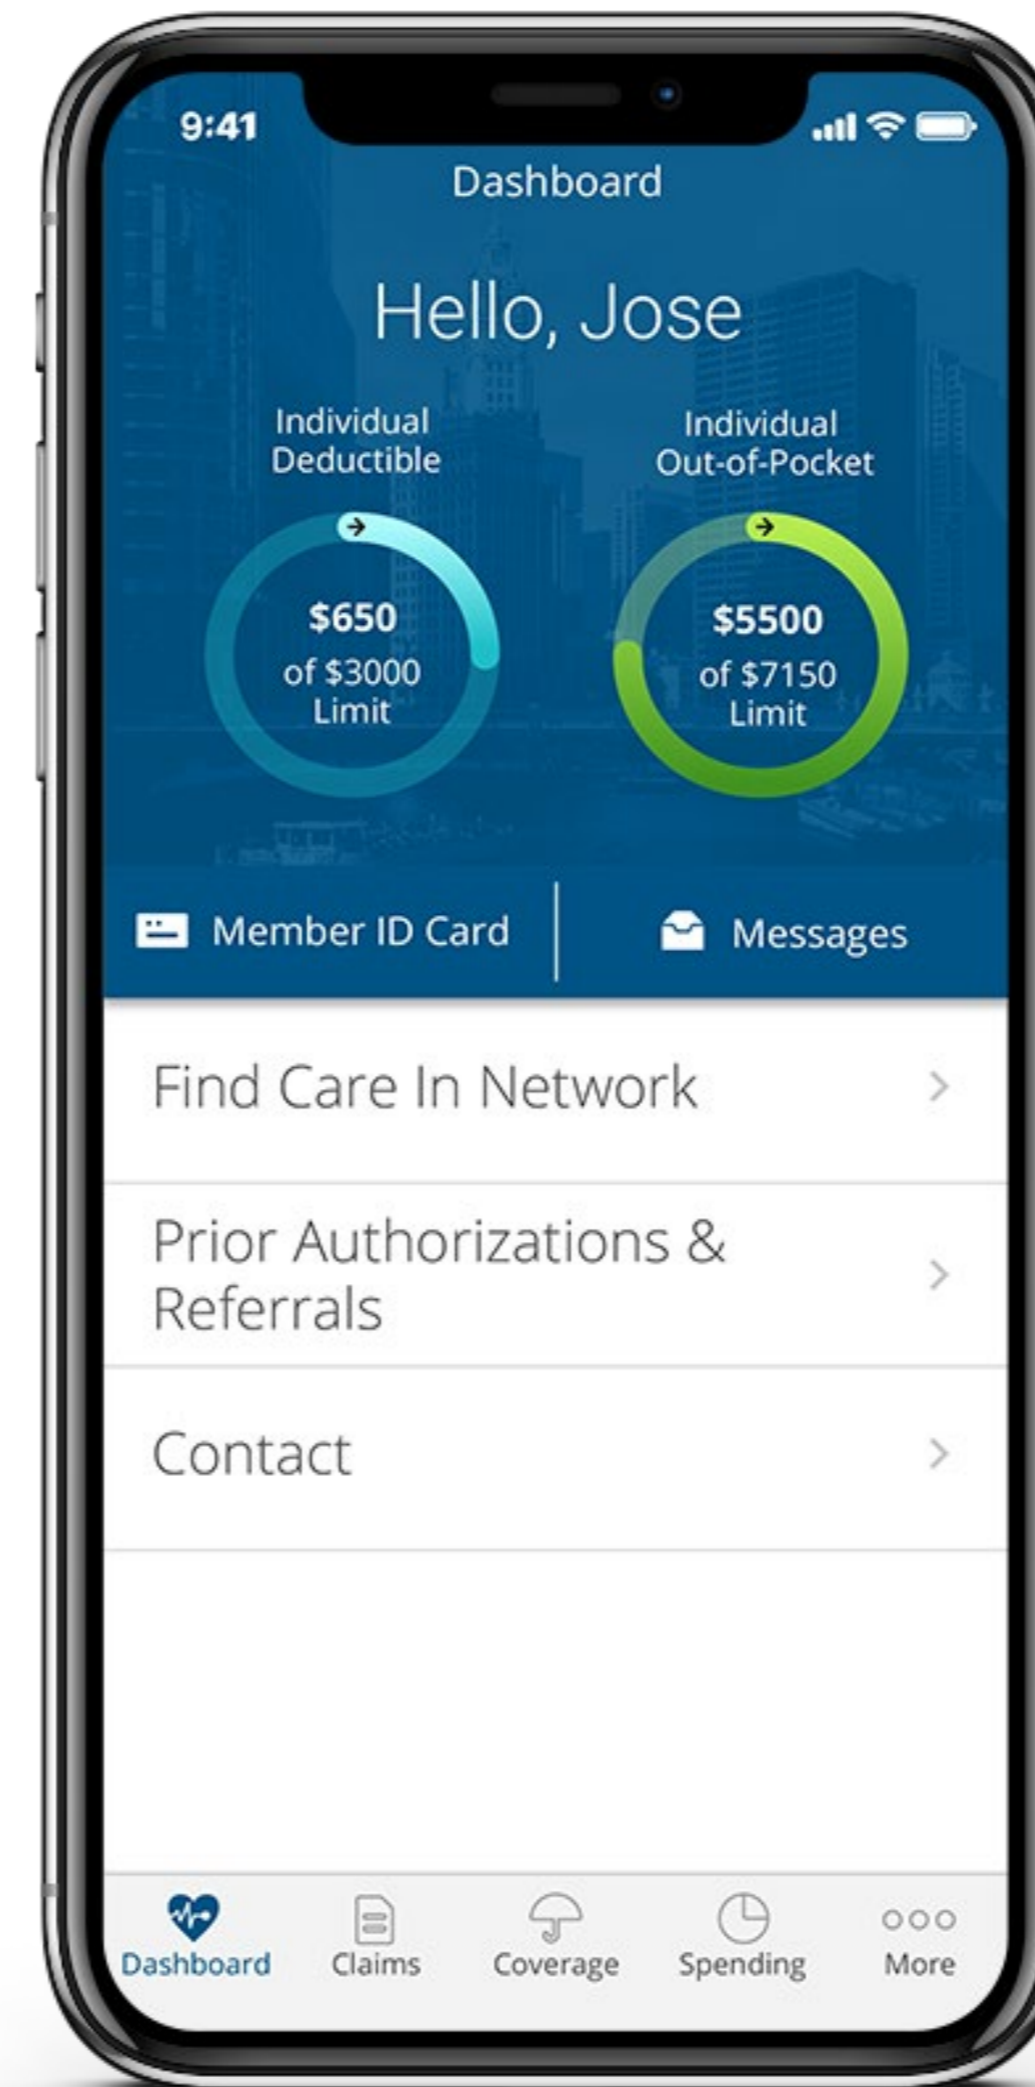 9:41
Dashboard
Hello, Jose
Individual
Deductible
$650
of $3000
Limit
Individual
Out-of-Pocket
$5500
of $7150
Limit
Member ID Card
Messages
Find Care In Network
Prior Authorizations &
Referrals
Contact
Dashboard
Claims
Coverage
Spending
More